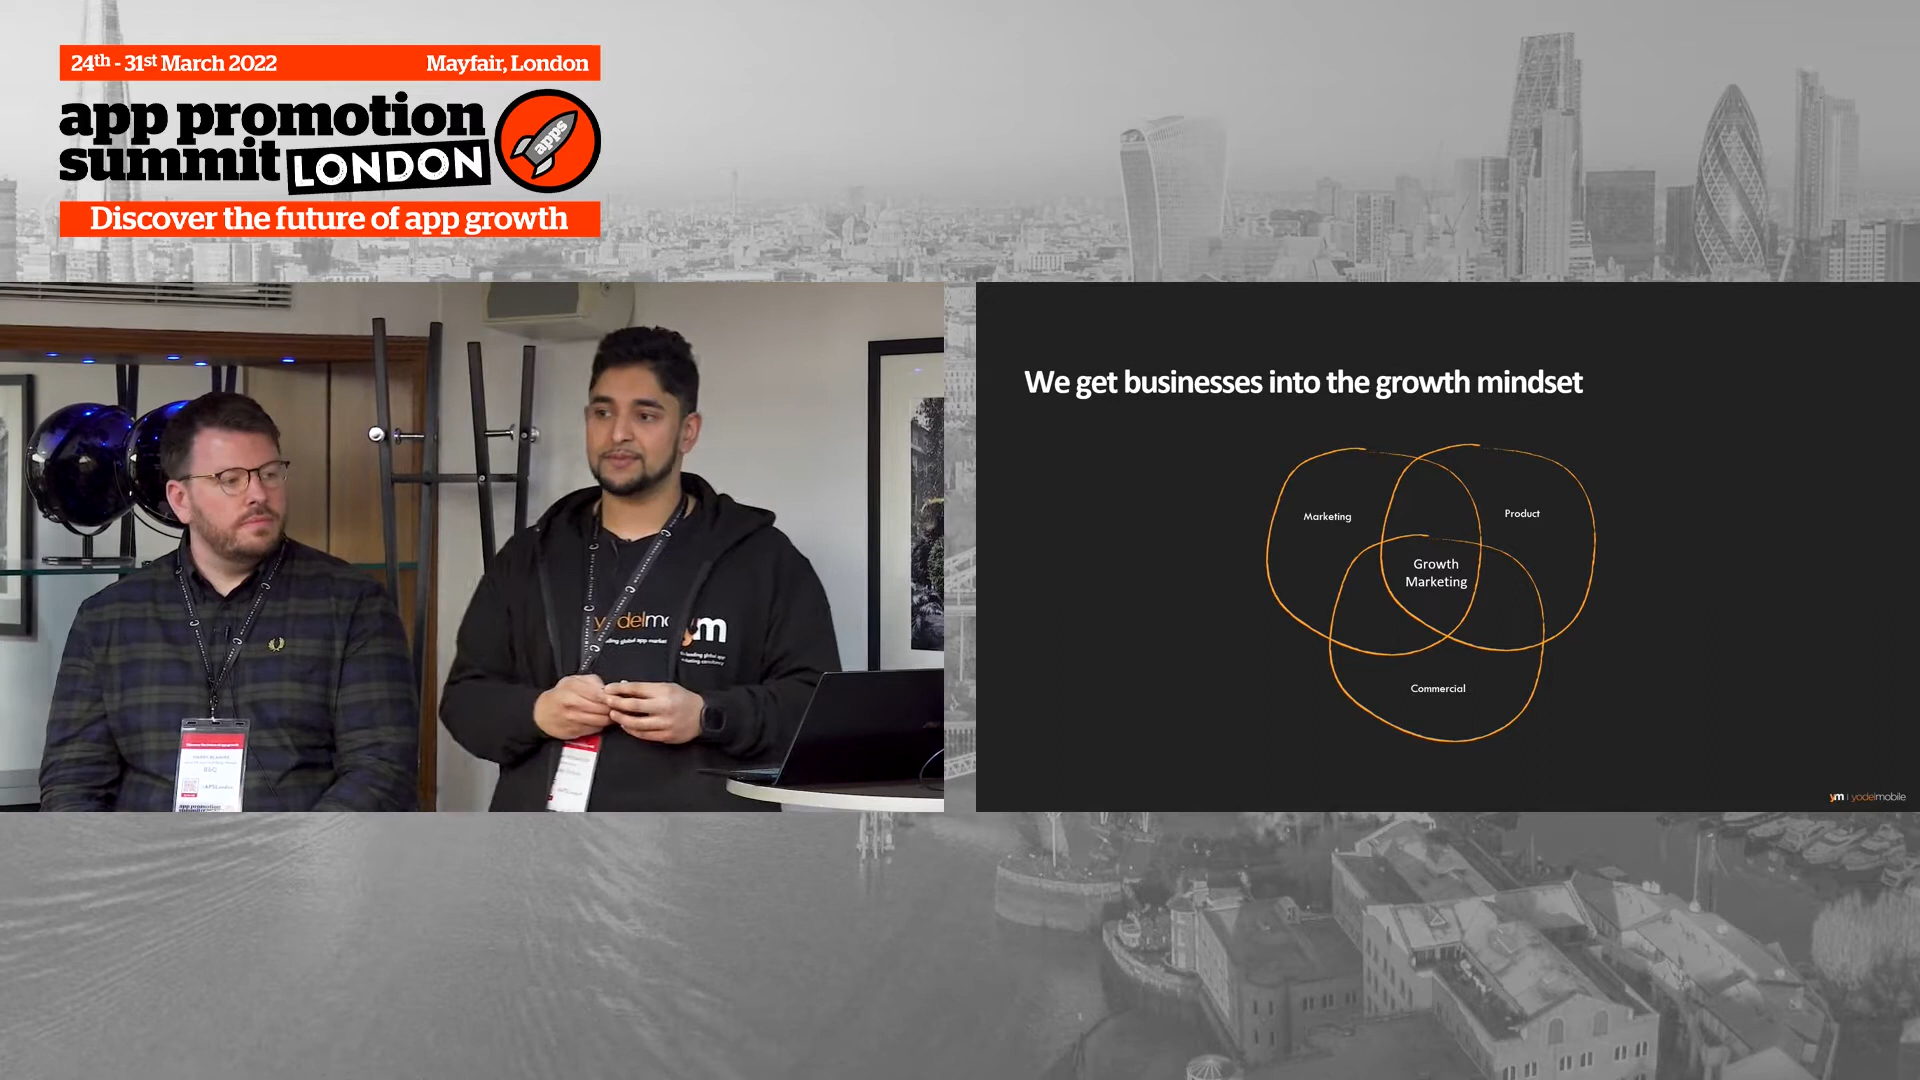 24th - 31st March 2022
Mayfair, London
app promotion
summit LONDON
apps
Discover the future of app growth
We get businesses into the growth mindset
Marketing
Product
Growth
Marketing
Commercial
ym | yodelmobile
ym
B&Q